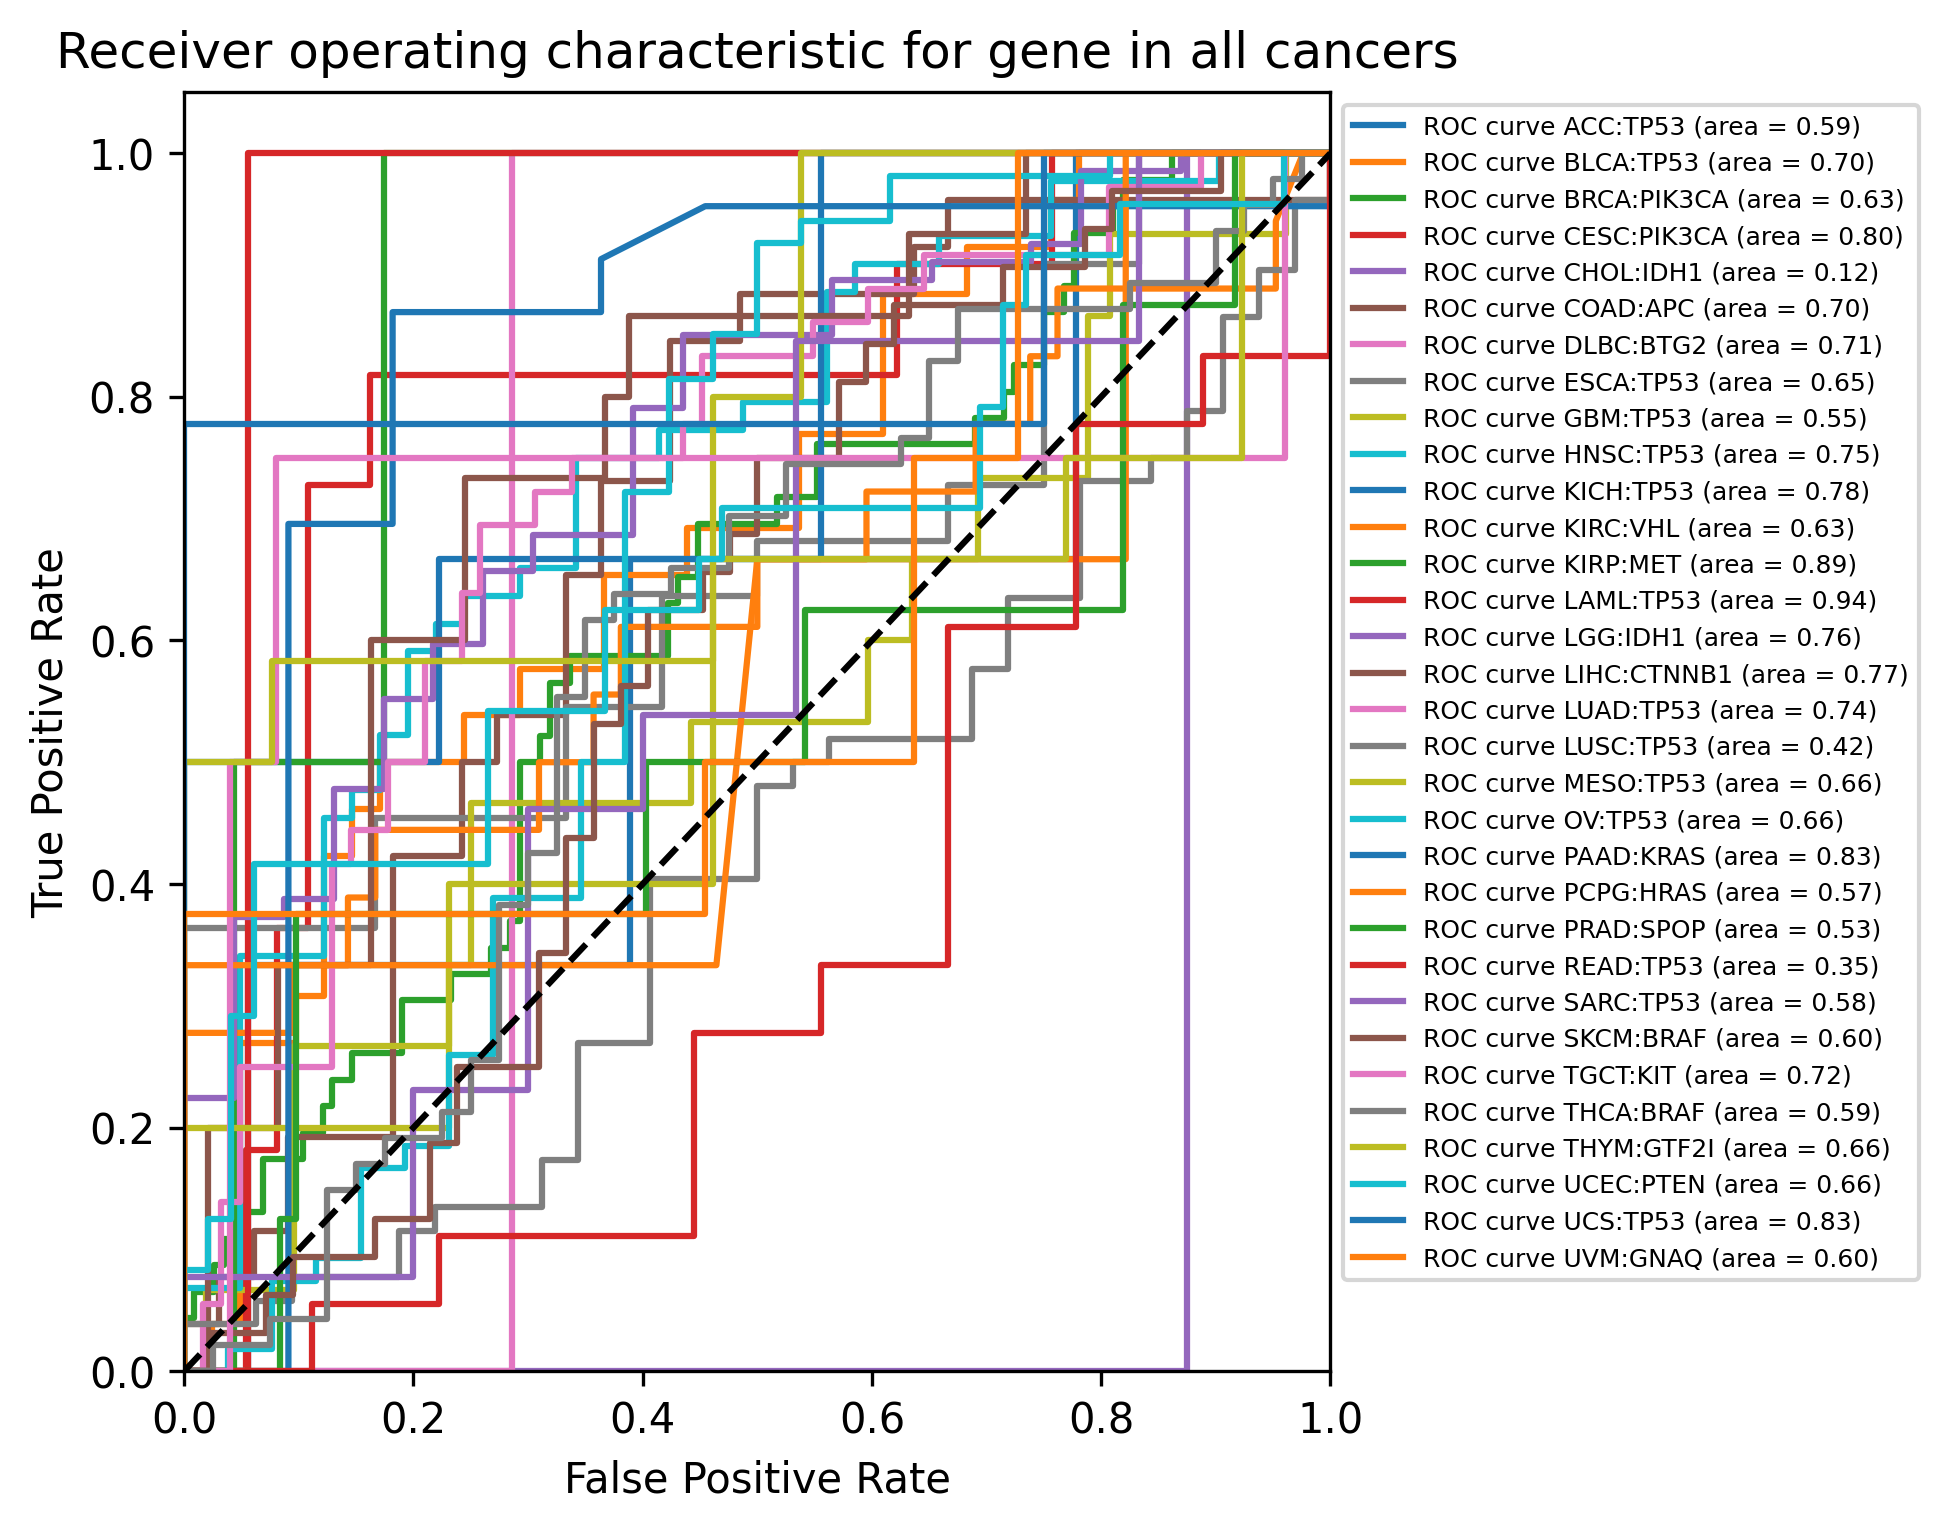 Receiver operating characteristic for gene in all cancers
True Positive Rate
1.0
0.8
0.6
0.4
0.2
0.0
0.0 0.2 0.4 0.6 0.8 1.0
False Positive Rate
ROC curve ACC:TP53 (area = 0.59)
ROC curve BLCA:TP53 (area = 0.70)
ROC curve BRCA:PIK3CA (area = 0.63)
ROC curve CESC:PIK3CA (area = 0.80)
ROC curve CHOL:IDH1 (area = 0.12)
ROC curve COAD:APC (area = 0.70)
ROC curve DLBC:BTG2 (area = 0.71)
ROC curve ESCA:TP53 (area = 0.65)
ROC curve GBM:TP53 (area = 0.55)
ROC curve HNSC:TP53 (area = 0.75)
ROC curve KICH:TP53 (area = 0.78)
ROC curve KIRC:VHL (area = 0.63)
ROC curve KIRP:MET (area = 0.89)
ROC curve LAML:TP53 (area = 0.94)
ROC curve LGG:IDH1 (area = 0.76)
ROC curve LIHC:CTNNB1 (area = 0.77)
ROC curve LUAD:TP53 (area = 0.74)
ROC curve LUSC:TP53 (area = 0.42)
ROC curve MESO:TP53 (area = 0.66)
ROC curve OV:TP53 (area = 0.66)
ROC curve PAAD:KRAS (area = 0.83)
ROC curve PCPG:HRAS (area = 0.57)
ROC curve PRAD:SPOP (area = 0.53)
ROC curve READ:TP53 (area = 0.35)
ROC curve SARC:TP53 (area = 0.58)
ROC curve SKCM:BRAF (area = 0.60)
ROC curve TGCT:KIT (area = 0.72)
ROC curve THCA:BRAF (area = 0.59)
ROC curve THYM:GTF2I (area = 0.66)
ROC curve UCEC:PTEN (area = 0.66)
ROC curve UCS:TP53 (area = 0.83)
ROC curve UVM:GNAQ (area = 0.60)